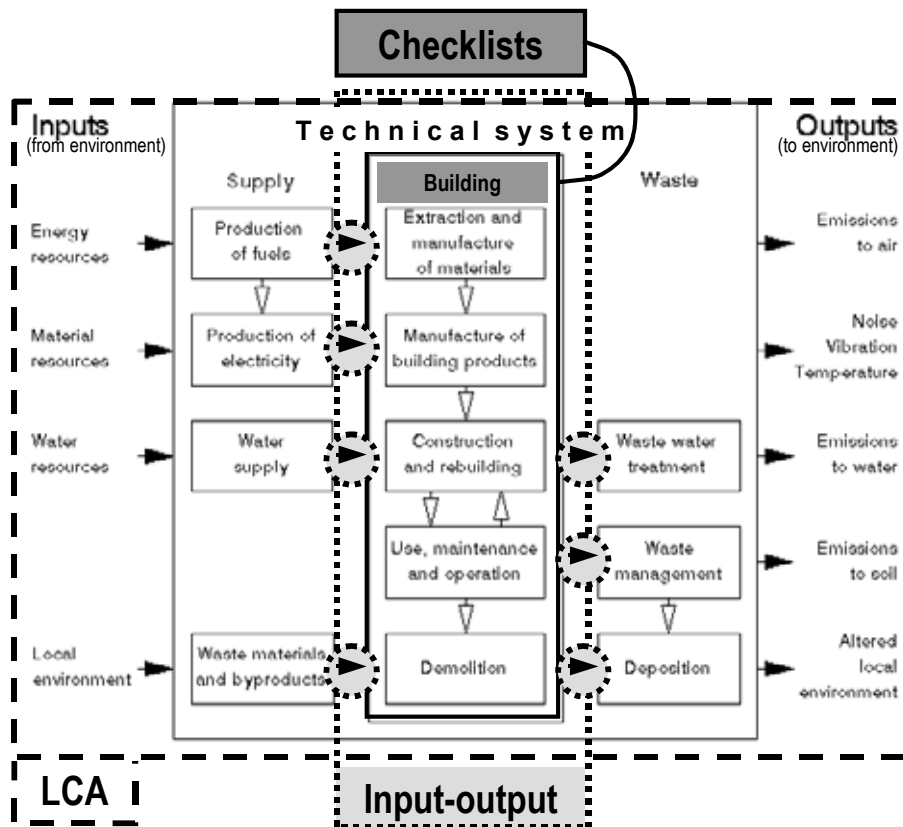 Checklists
Inputs
(from environment)
Technical system
Outputs
(to environment)
Supply
Building
Waste
Energy
resources
Production
of fuels
Extraction and
manufacture
of materials
Emissions
to air
Material
resources
Production of
electricity
Manufacture of
building products
Noise
Vibration
Temperature
Water
resources
Water
supply
Construction
and rebuilding
Waste water
treatment
Emissions
to water
Use, maintenance
and operation
Waste
management
Emissions
to soil
Local
environment
Waste materials
and byproducts
Demolition
Deposition
Altered
local
environment
LCA
Input-output